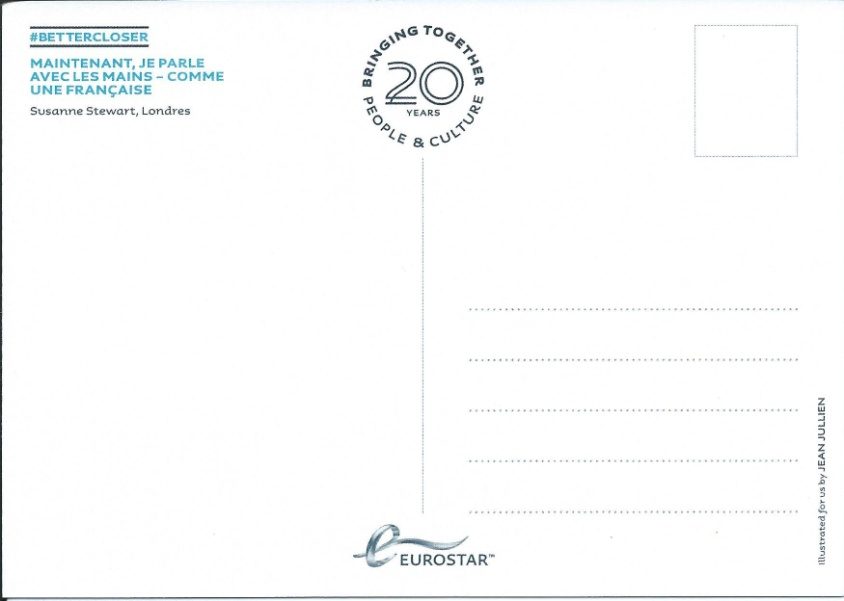 #BETTERCLOSER
MAINTENANT, JE PARLE
AVEC LES MAINS – COMME
UNE FRANÇAISE
Susanne Stewart, Londres
BRINGING TOGETHER
20
YEARS
PEOPLE & CULTURE
EUROSTAR™
Illustrated for us by JEAN JULLIEN